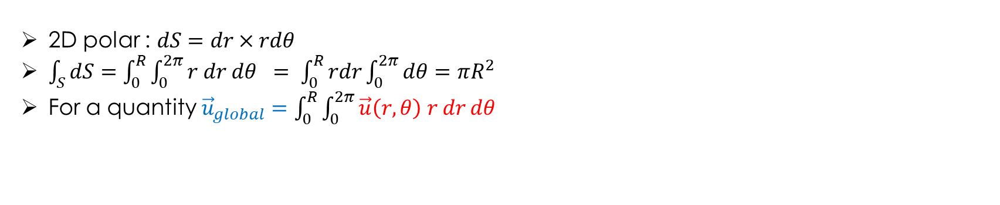 ➢ 2D polar : dS = dr × rdθ
➢ ∫_S dS = ∫_0^R ∫_0^{2π} r dr dθ = ∫_0^R rdr ∫_0^{2π} dθ = πR²
➢ For a quantity u⃗_{global} = ∫_0^R ∫_0^{2π} u⃗(r, θ) r dr dθ